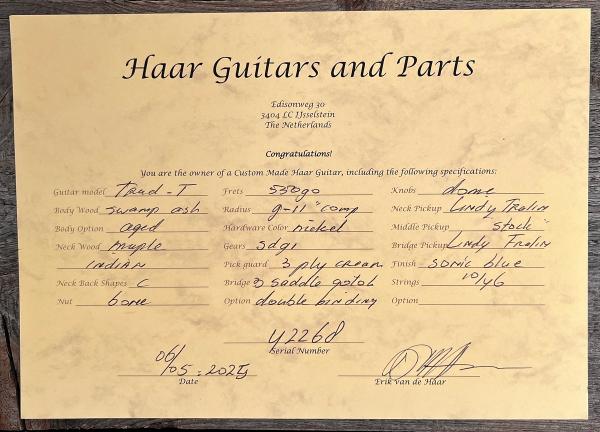 Haar Guitars and Parts
Edisonweg 30
3404 LC IJsselstein
The Netherlands
Congratulations!
You are the owner of a Custom Made Haar Guitar, including the following specifications:
Guitar model Trad-T Frets 55090 Knobs dome
Body Wood swamp ash Radius 9-11" comp Neck Pickup Lindy Fralin
Body Option aged Hardware Color nickel Middle Pickup stock
Neck Wood maple Gears sd91 Bridge Pickup Lindy Fralin
INDIAN Pick guard 3 ply cream Finish sonic blue
Neck Back Shapes C Bridge 3 saddle gotoh Strings 10/46
Nut bone Option double binding Option
Y2268
Serial Number
06/05:2025
Date Erik van de Haar